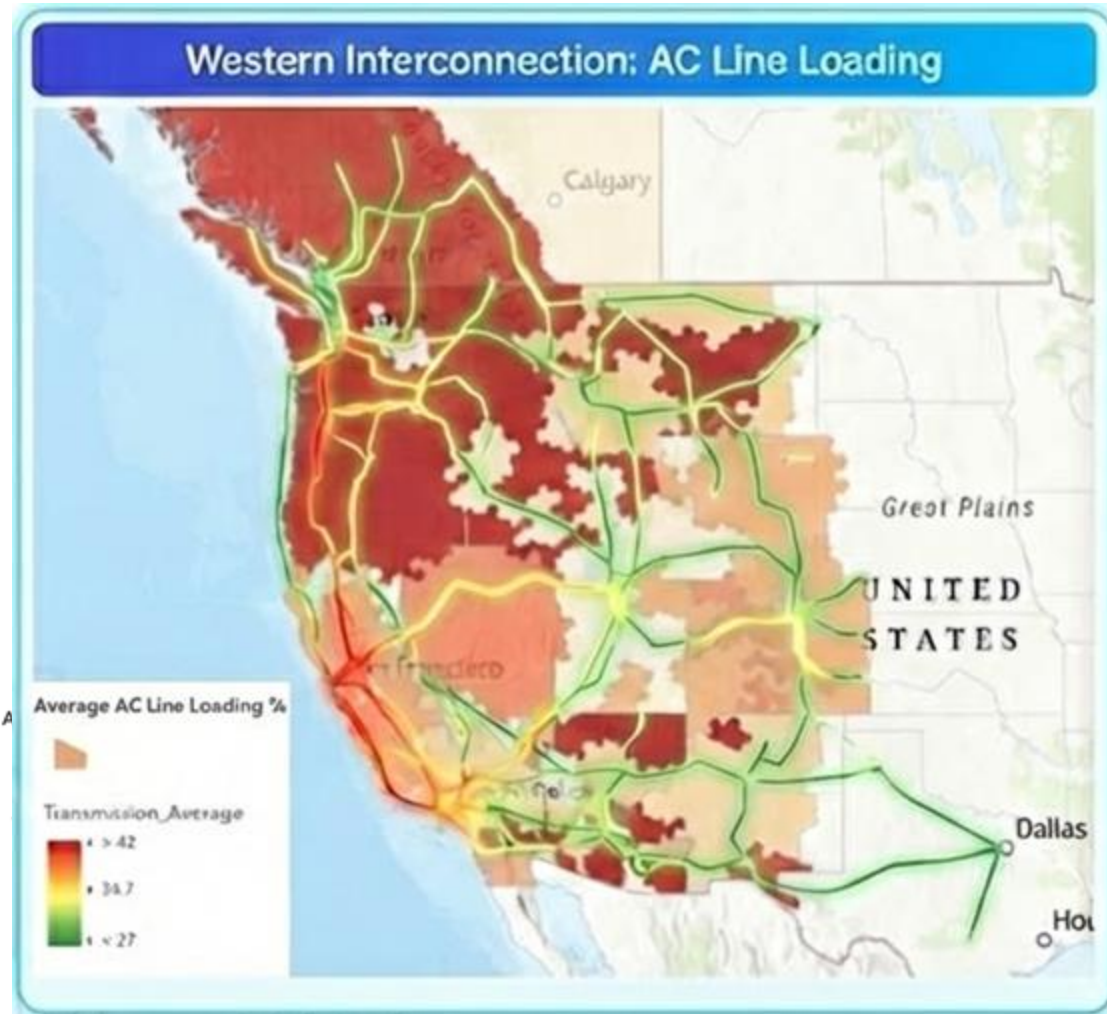 Western Interconnection: AC Line Loading
Calgary
Great Plains
UNITED
STATES
Average AC Line Loading %
Transmission_Average
> .42
34.7
< 27
Dallas
Hou
A